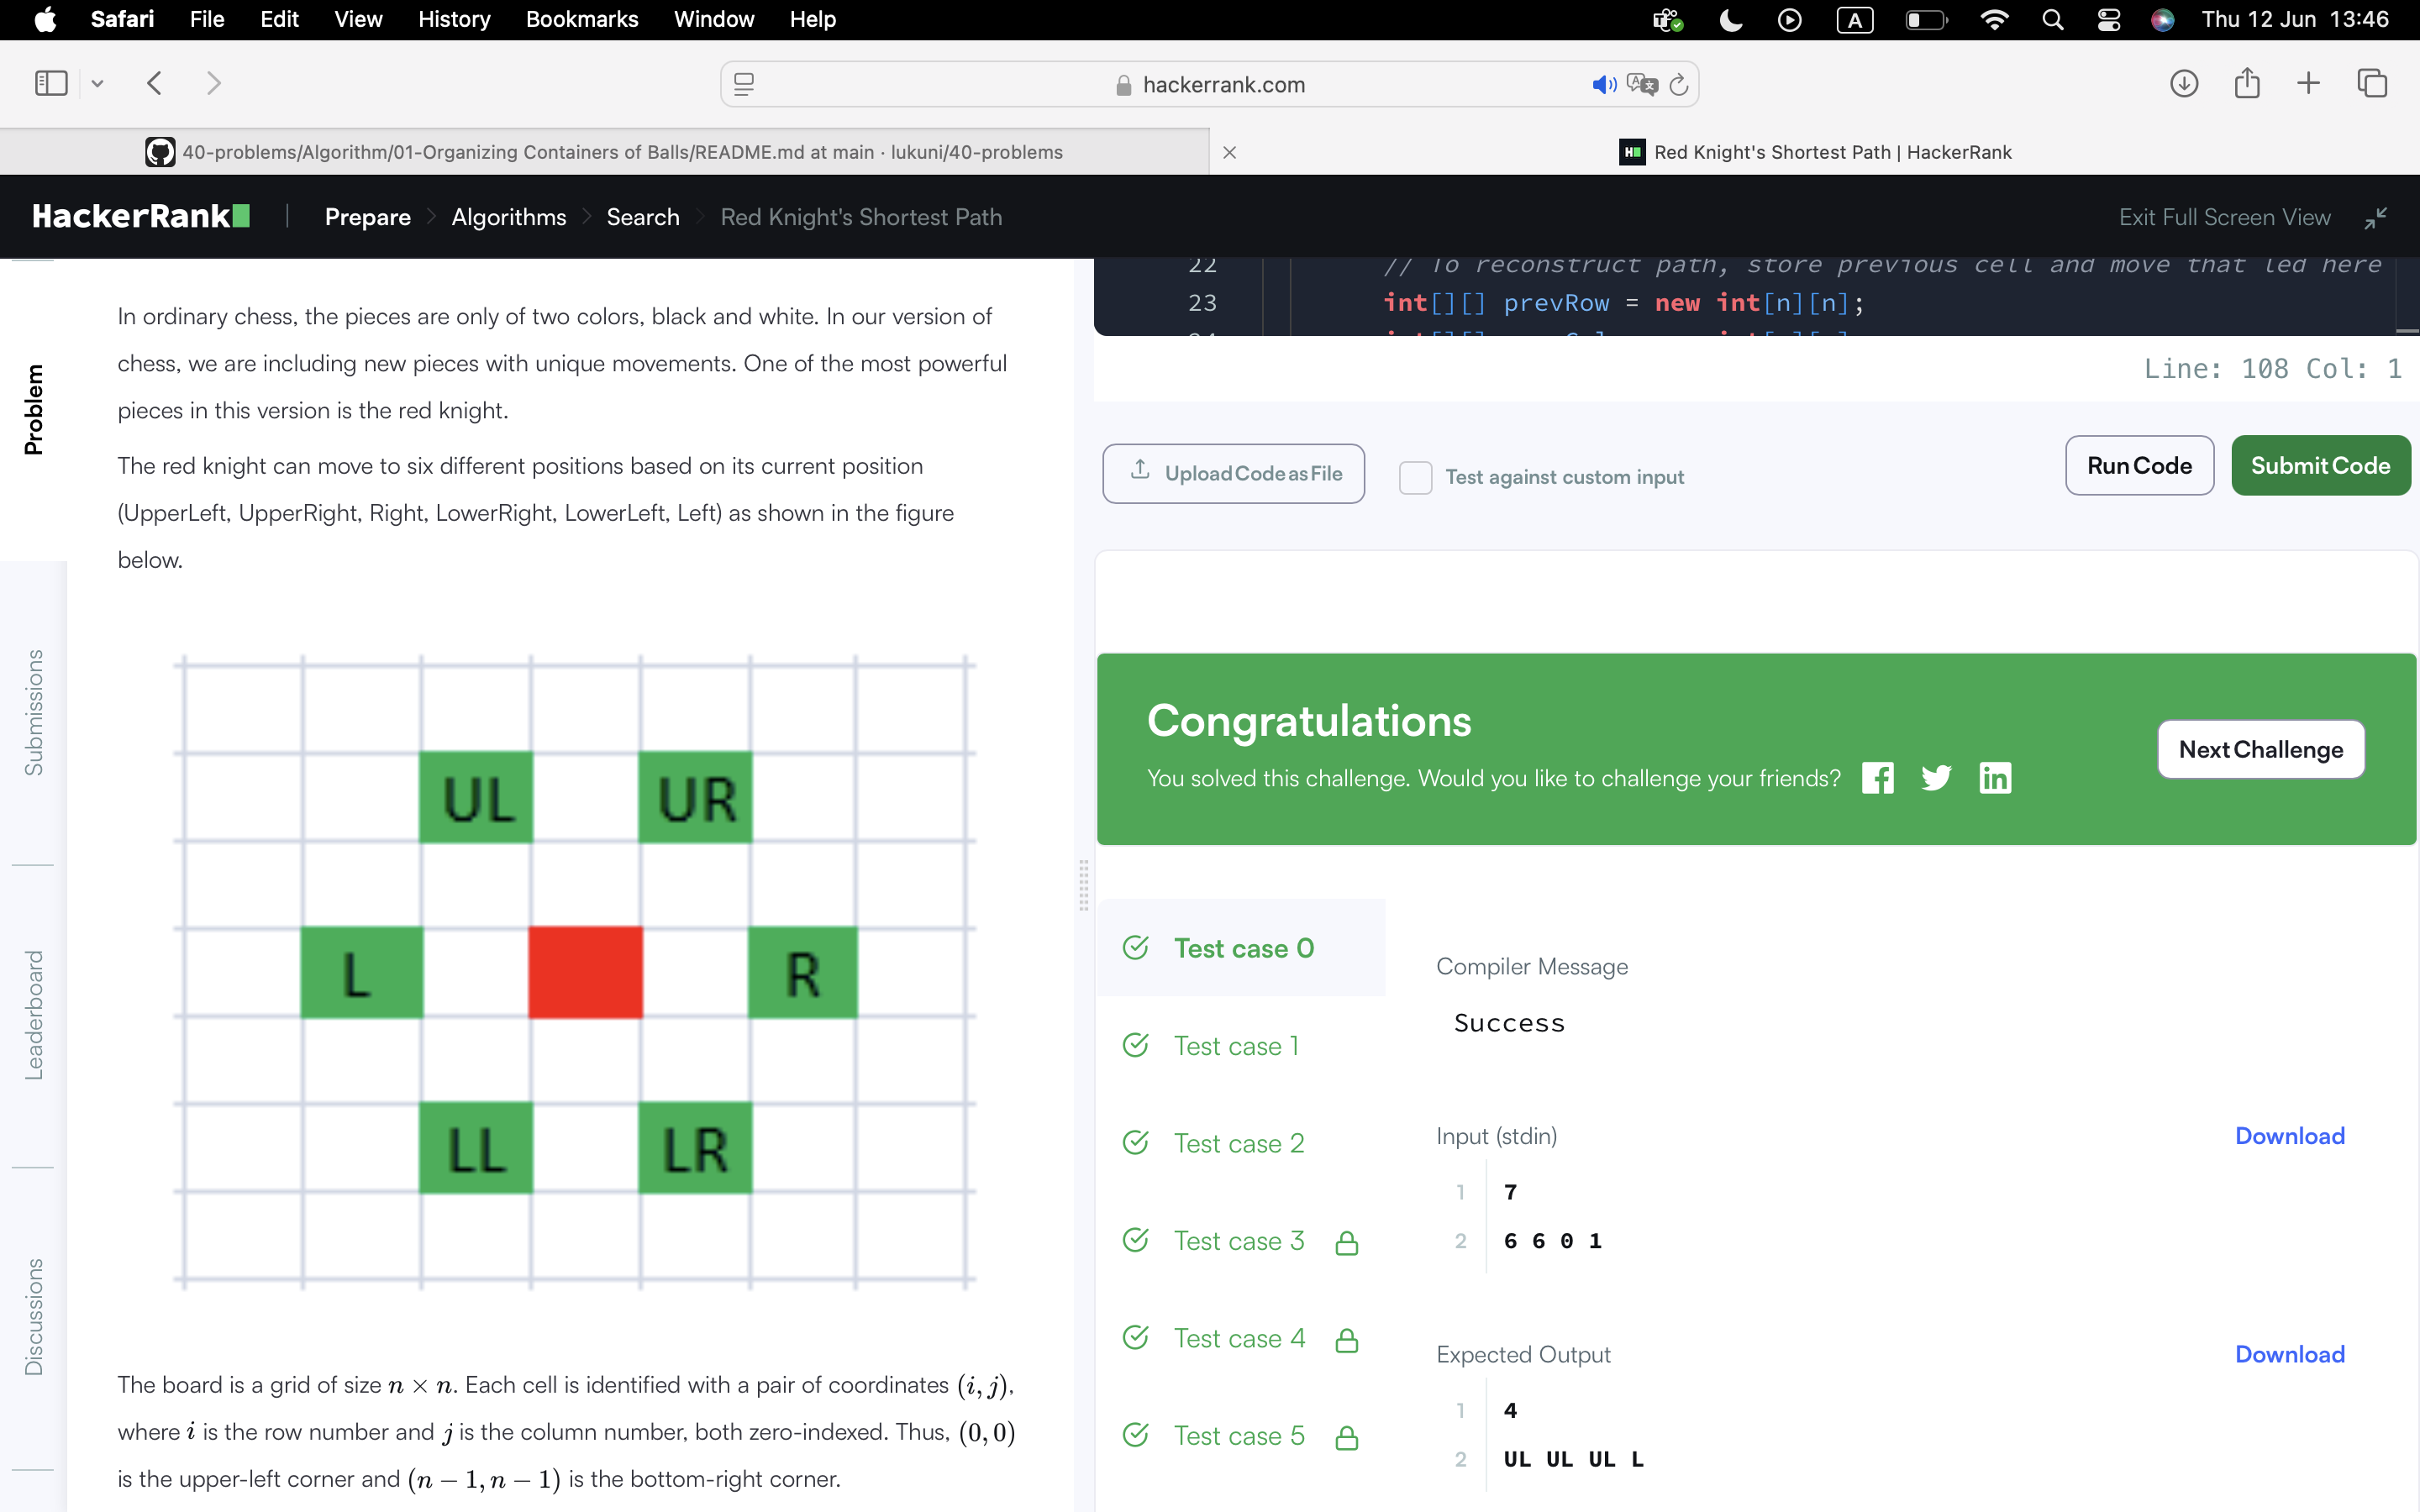 Safari File Edit View History Bookmarks Window Help
A
Thu 12 Jun 13:46
hackerrank.com
40-problems/Algorithm/01-Organizing Containers of Balls/README.md at main · lukuni/40-problems
Red Knight's Shortest Path | HackerRank
HackerRank
Prepare
Algorithms
Search
Red Knight's Shortest Path
Exit Full Screen View
Problem
Submissions
Leaderboard
Discussions
In ordinary chess, the pieces are only of two colors, black and white. In our version of
chess, we are including new pieces with unique movements. One of the most powerful
pieces in this version is the red knight.
The red knight can move to six different positions based on its current position
(UpperLeft, UpperRight, Right, LowerRight, LowerLeft, Left) as shown in the figure
below.
UL UR
L R
LL LR
The board is a grid of size n × n. Each cell is identified with a pair of coordinates (i, j),
where i is the row number and j is the column number, both zero-indexed. Thus, (0, 0)
is the upper-left corner and (n − 1, n − 1) is the bottom-right corner.
22 // To reconstruct path, store previous cell and move that led here
23 int[][] prevRow = new int[n][n];
Line: 108 Col: 1
Upload Code as File
Test against custom input
Run Code
Submit Code
Congratulations
You solved this challenge. Would you like to challenge your friends?
Next Challenge
Test case 0
Test case 1
Test case 2
Test case 3
Test case 4
Test case 5
Compiler Message
Success
Input (stdin)
Download
1 7
2 6 6 0 1
Expected Output
Download
1 4
2 UL UL UL L